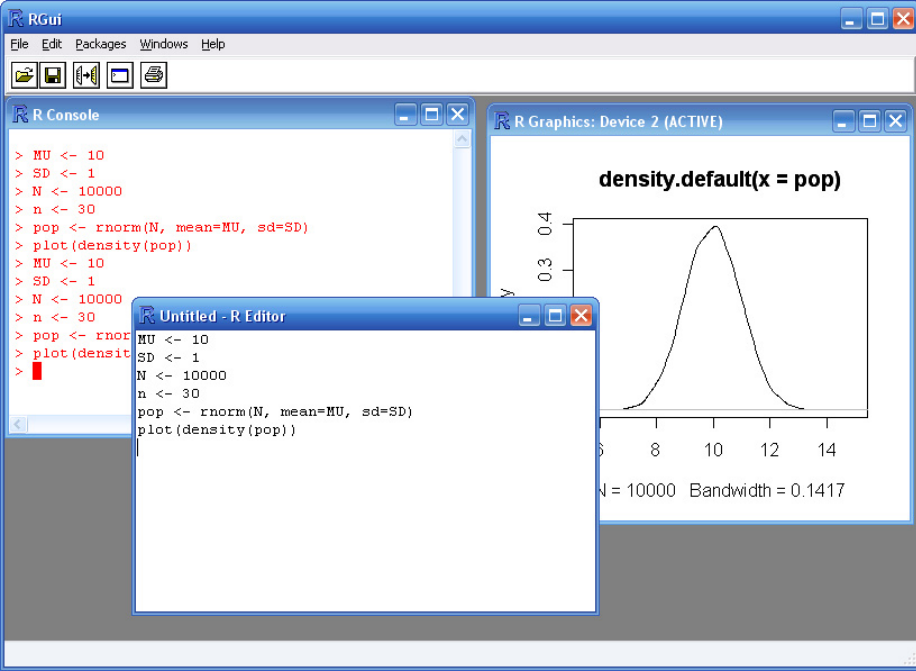 RGui
File Edit Packages Windows Help
R Console
> MU <- 10
> SD <- 1
> N <- 10000
> n <- 30
> pop <- rnorm(N, mean=MU, sd=SD)
> plot(density(pop))
> MU <- 10
> SD <- 1
> N <- 10000
> n <- 30
> pop <- rnor
> plot(densit
>
Untitled - R Editor
MU <- 10
SD <- 1
N <- 10000
n <- 30
pop <- rnorm(N, mean=MU, sd=SD)
plot(density(pop))
R Graphics: Device 2 (ACTIVE)
density.default(x = pop)
0.4
0.3
8 10 12 14
N = 10000 Bandwidth = 0.1417